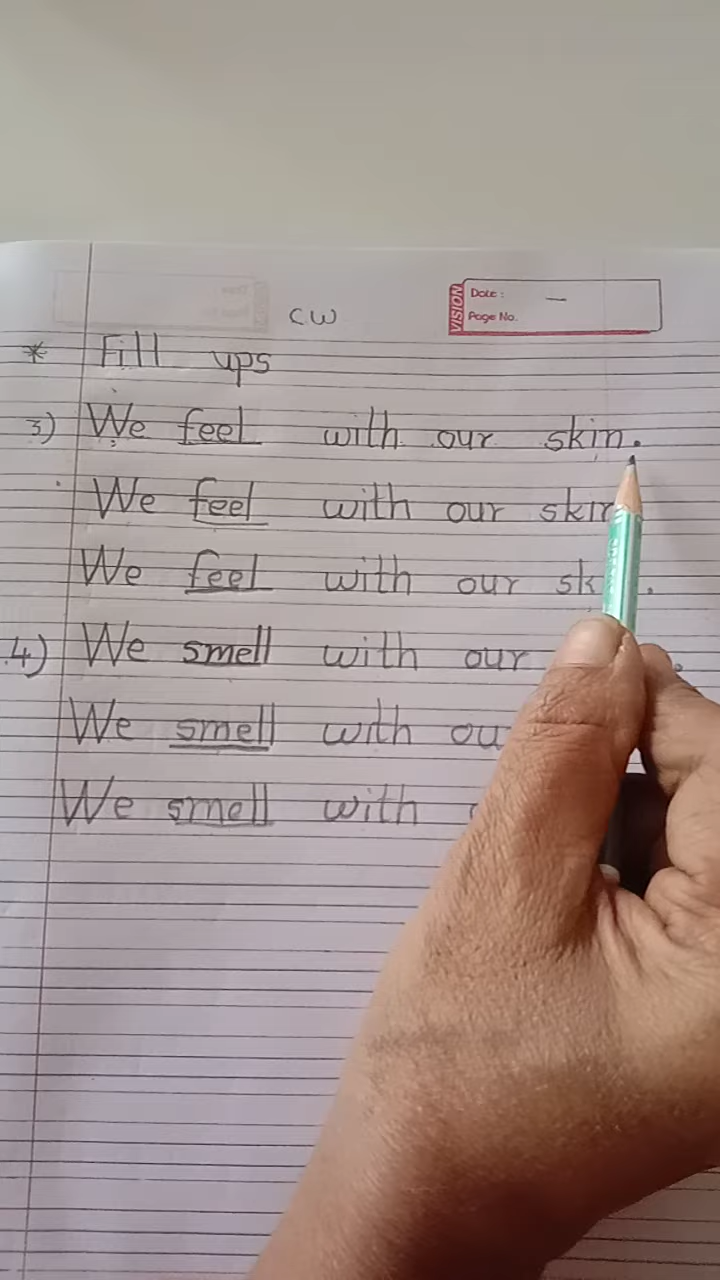 CW
VISION Date : —
Page No.
* Fill ups
3) We feel with our skin.
We feel with our
We feel with our
4) We smell with our
We smell with
We smell with